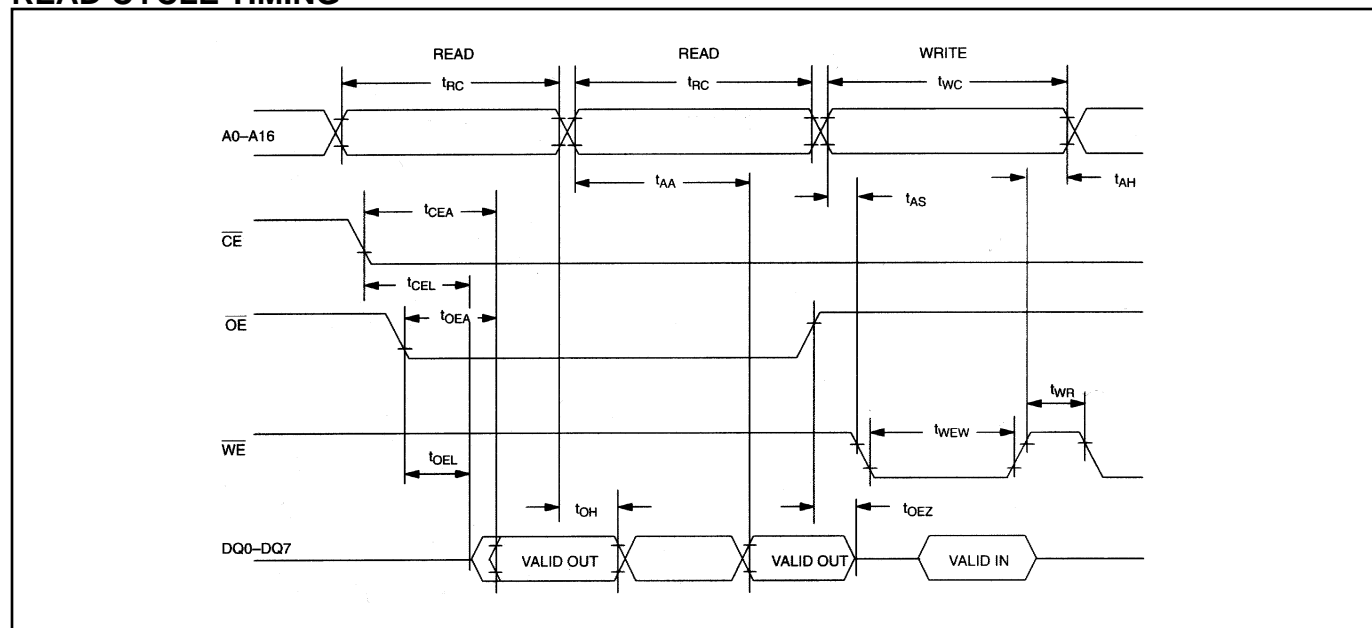 READ CYCLE TIMING
READ READ WRITE
tRC tRC tWC
A0–A16
tAA tAH
tAS
tCEA
CE
tCEL
tOEA
OE
tWR
tWEW
WE
tOEL
tOH tOEZ
DQ0–DQ7
VALID OUT VALID OUT VALID IN